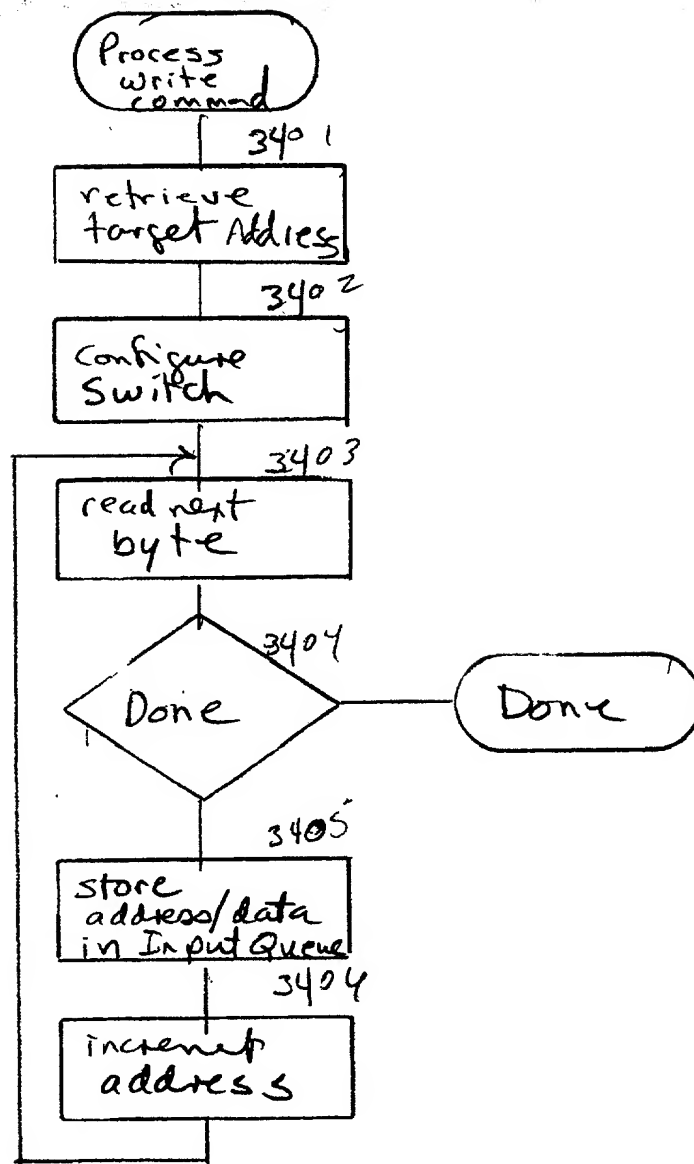 Process
write
command
3401
retrieve
target Address
3402
configure
Switch
3403
read next
byte
3404
Done
Done
3405
store
address/data
in Input Queue
3404
increment
address